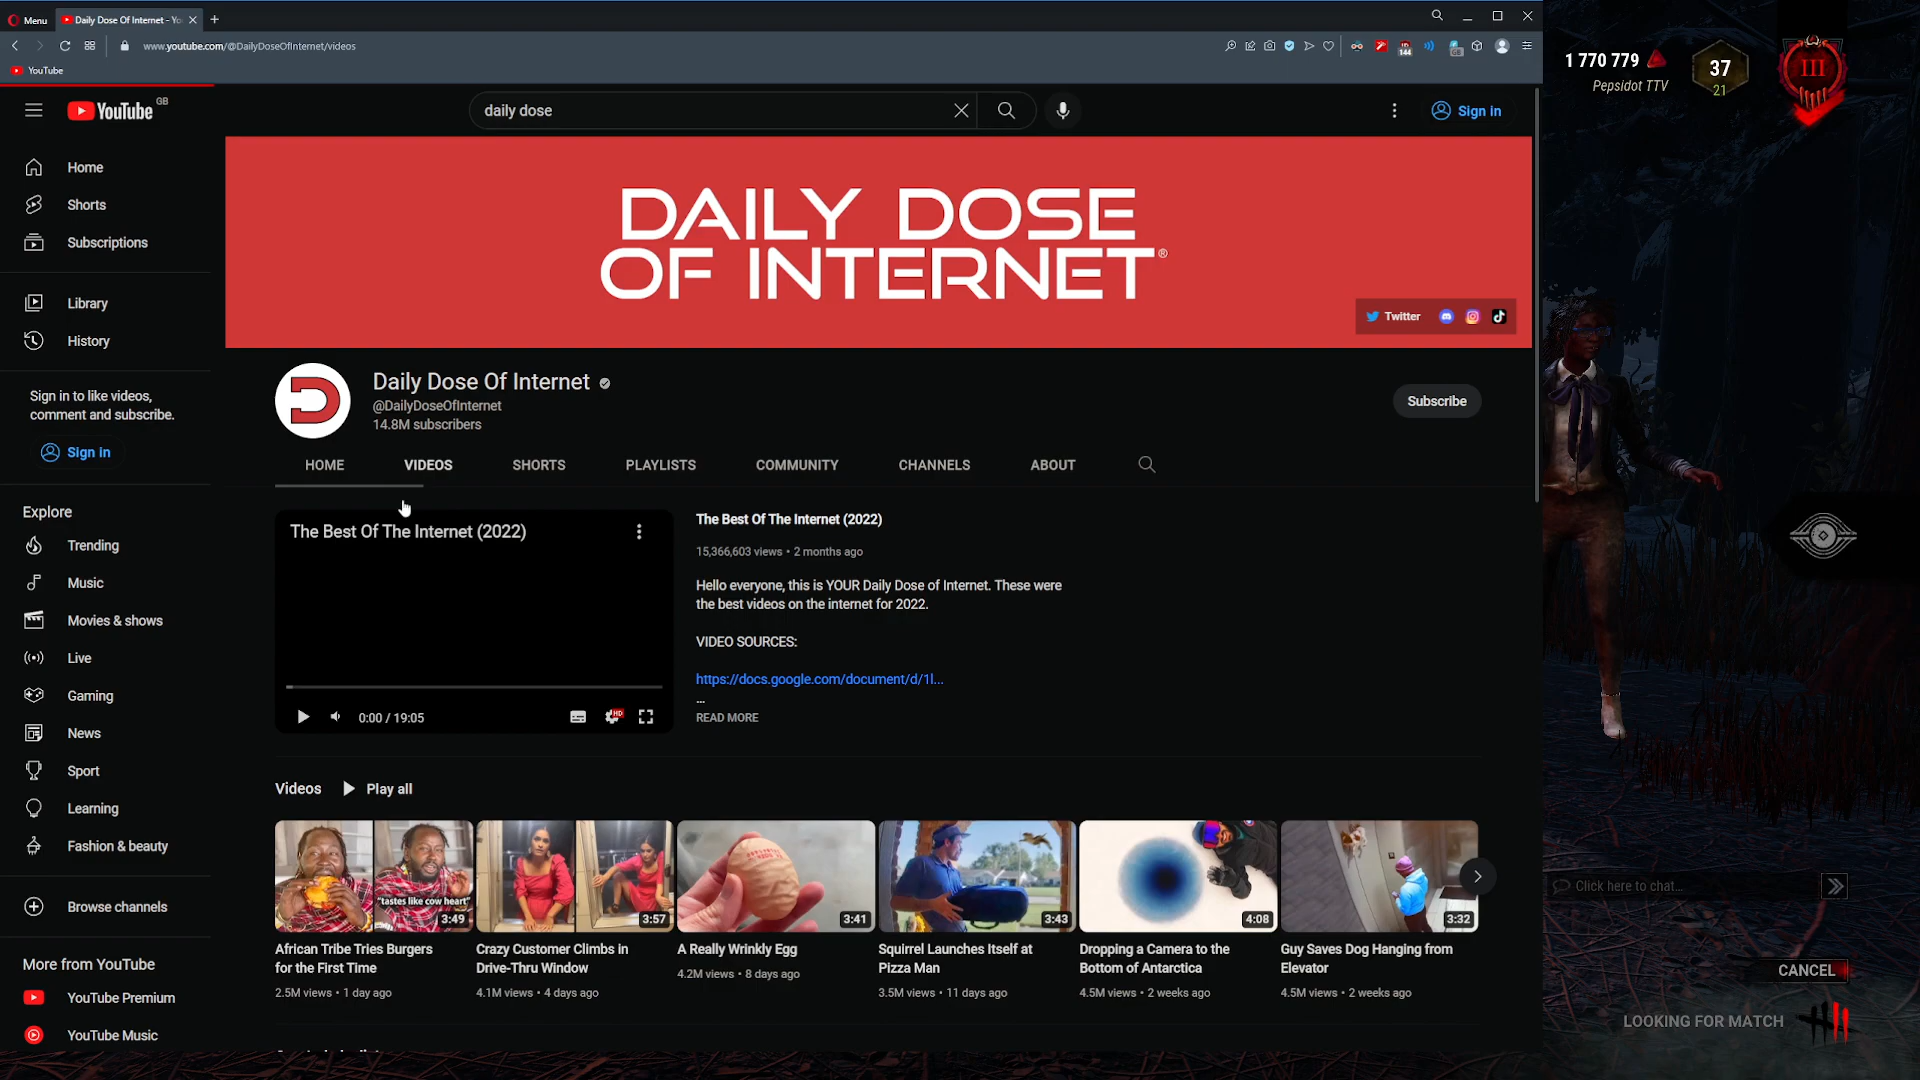 Menu
Daily Dose Of Internet - Yo
www.youtube.com/@DailyDoseOfInternet/videos
144
YouTube
YouTube GB
daily dose
Sign in
Home
Shorts
Subscriptions
Library
History
Sign in to like videos,
comment and subscribe.
Sign in
Explore
Trending
Music
Movies & shows
Live
Gaming
News
Sport
Learning
Fashion & beauty
Browse channels
More from YouTube
YouTube Premium
YouTube Music
DAILY DOSE
OF INTERNET®
Twitter
Daily Dose Of Internet
@DailyDoseOfInternet
14.8M subscribers
Subscribe
HOME VIDEOS SHORTS PLAYLISTS COMMUNITY CHANNELS ABOUT
The Best Of The Internet (2022)
0:00 / 19:05
HD
The Best Of The Internet (2022)
15,366,603 views • 2 months ago
Hello everyone, this is YOUR Daily Dose of Internet. These were
the best videos on the internet for 2022.
VIDEO SOURCES:
https://docs.google.com/document/d/1l...
...
READ MORE
Videos Play all
"tastes like cow heart"
3:49
African Tribe Tries Burgers
for the First Time
2.5M views • 1 day ago
3:57
Crazy Customer Climbs in
Drive-Thru Window
4.1M views • 4 days ago
3:41
A Really Wrinkly Egg
4.2M views • 8 days ago
3:43
Squirrel Launches Itself at
Pizza Man
3.5M views • 11 days ago
4:08
Dropping a Camera to the
Bottom of Antarctica
4.5M views • 2 weeks ago
3:32
Guy Saves Dog Hanging from
Elevator
4.5M views • 2 weeks ago
1 770 779
Pepsidot TTV
37
21
III
Click here to chat...
CANCEL
LOOKING FOR MATCH